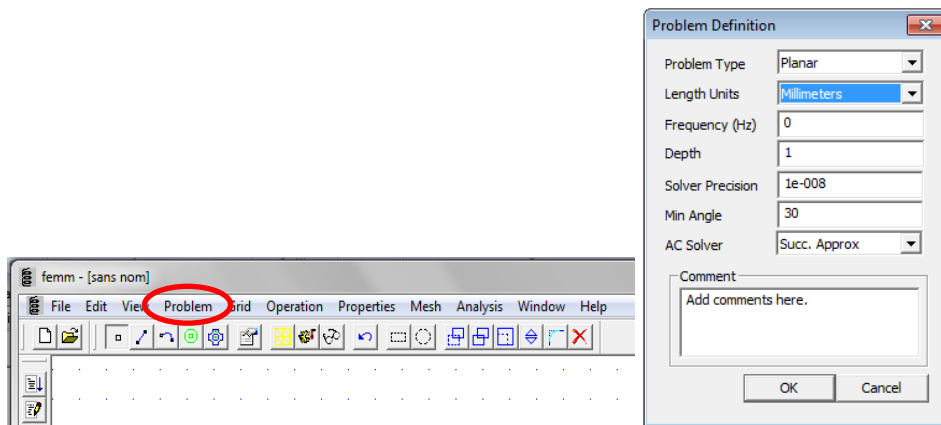 Problem Definition
Problem Type Planar
Length Units Millimeters
Frequency (Hz) 0
Depth 1
Solver Precision 1e-008
Min Angle 30
AC Solver Succ. Approx
Comment
Add comments here.
OK Cancel
femm - [sans nom]
File Edit View Problem Grid Operation Properties Mesh Analysis Window Help